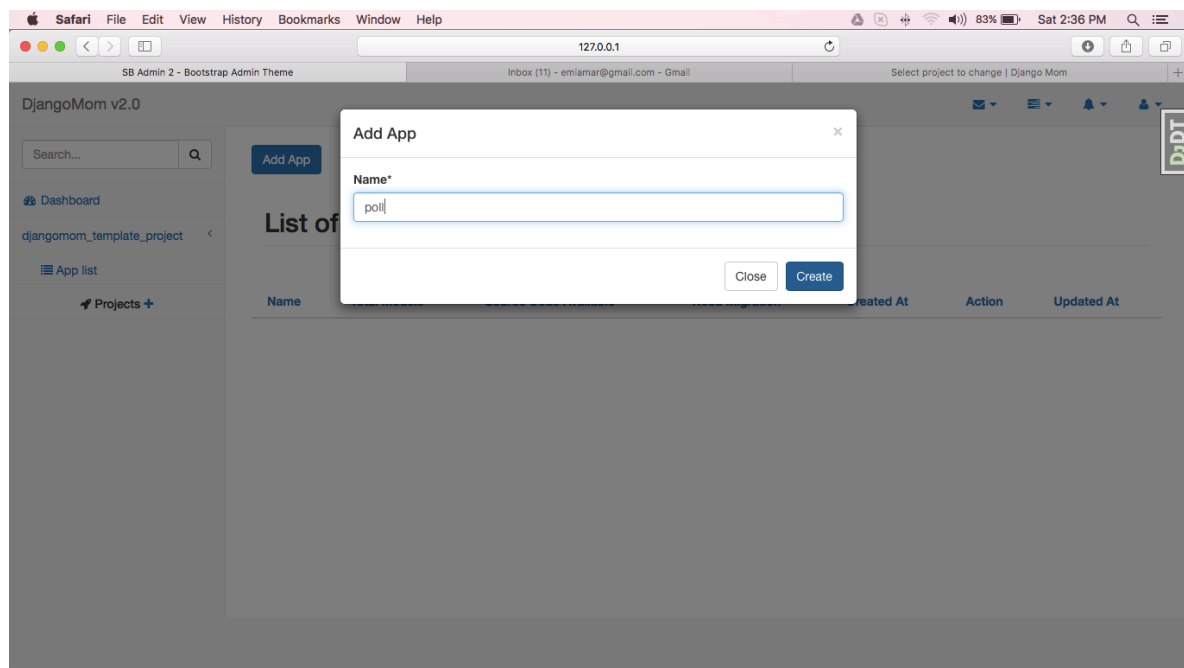 Safari File Edit View History Bookmarks Window Help 83% Sat 2:36 PM
127.0.0.1
SB Admin 2 - Bootstrap Admin Theme Inbox (11) - emlamar@gmail.com - Gmail Select project to change | Django Mom +
DjangoMom v2.0
Add App ×
DjDT
Search...
Add App
Name*
Dashboard
poll
List of
djangomom_template_project
App list
Close Create
Projects
Name Created At Action Updated At